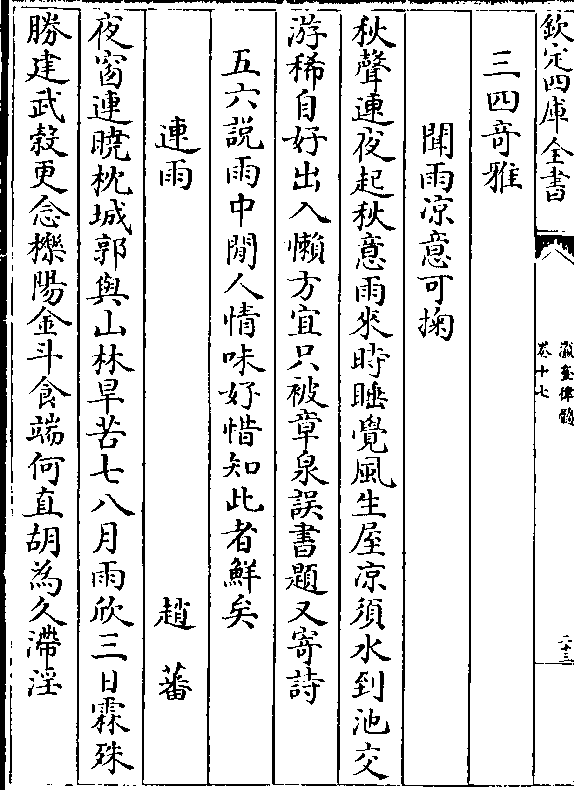 欽定四庫全書
瀛奎律髓
卷十七
二十三
三四奇雅
聞雨凉意可掬
秋聲連夜起秋意雨來時睡覺風生屋凉須水到池交
游稀自好出入懶方宜只被章泉誤書題又寄詩
五六説雨中閒人情味好惜知此者鮮矣
連雨 趙蕃
夜窗連曉枕城郭與山林旱苦七八月雨欣三日霖殊
勝建武榖更念櫟陽金斗食端何直胡為久滯淫